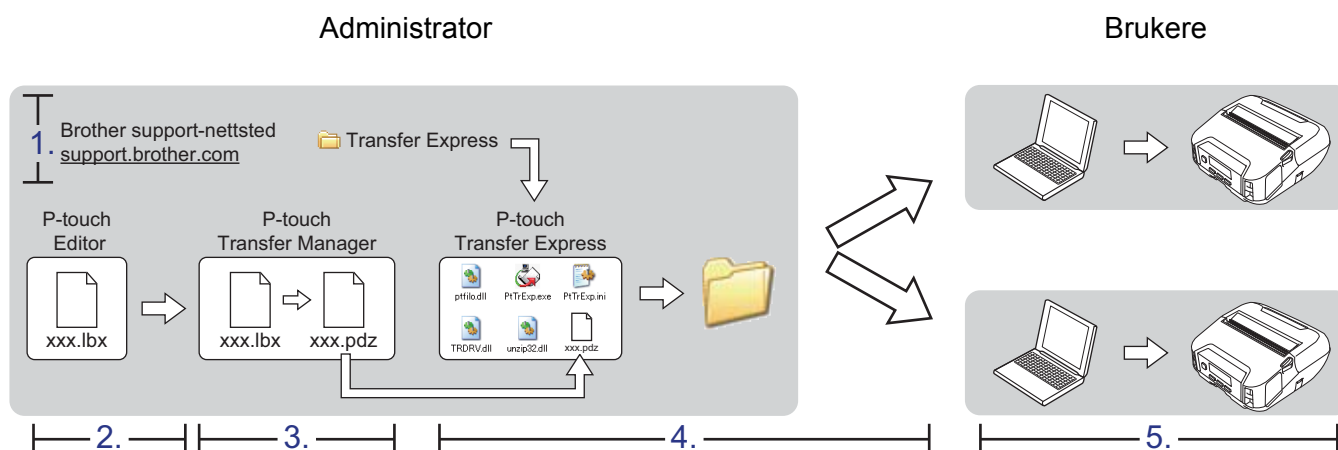 Administrator
Brukere
1.
Brother support-nettsted
support.brother.com
Transfer Express
P-touch
Editor
xxx.lbx
P-touch
Transfer Manager
xxx.lbx
xxx.pdz
P-touch
Transfer Express
ptfilo.dll
PtTrExp.exe
PtTrExp.ini
TRDRV.dll
unzip32.dll
xxx.pdz
2.
3.
4.
5.